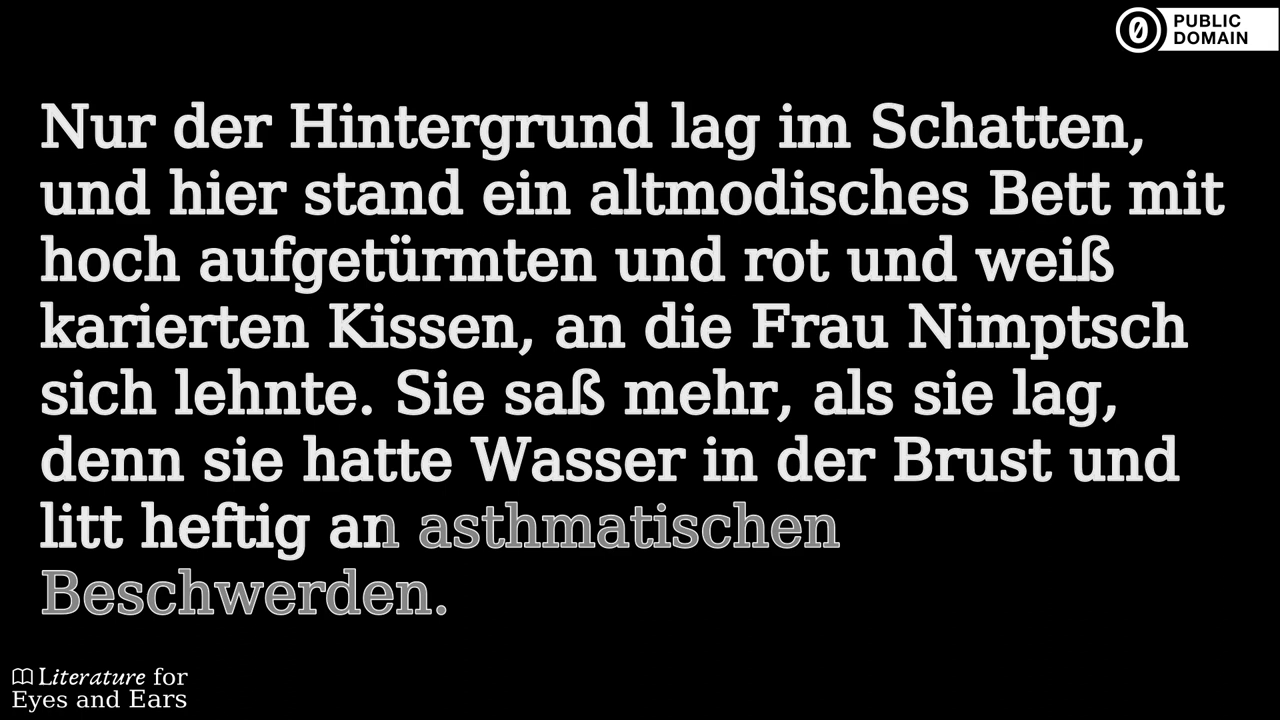 PUBLIC
DOMAIN
Nur der Hintergrund lag im Schatten,
und hier stand ein altmodisches Bett mit
hoch aufgetürmten und rot und weiß
karierten Kissen, an die Frau Nimptsch
sich lehnte. Sie saß mehr, als sie lag,
denn sie hatte Wasser in der Brust und
litt heftig an asthmatischen
Beschwerden.
Literature for
Eyes and Ears